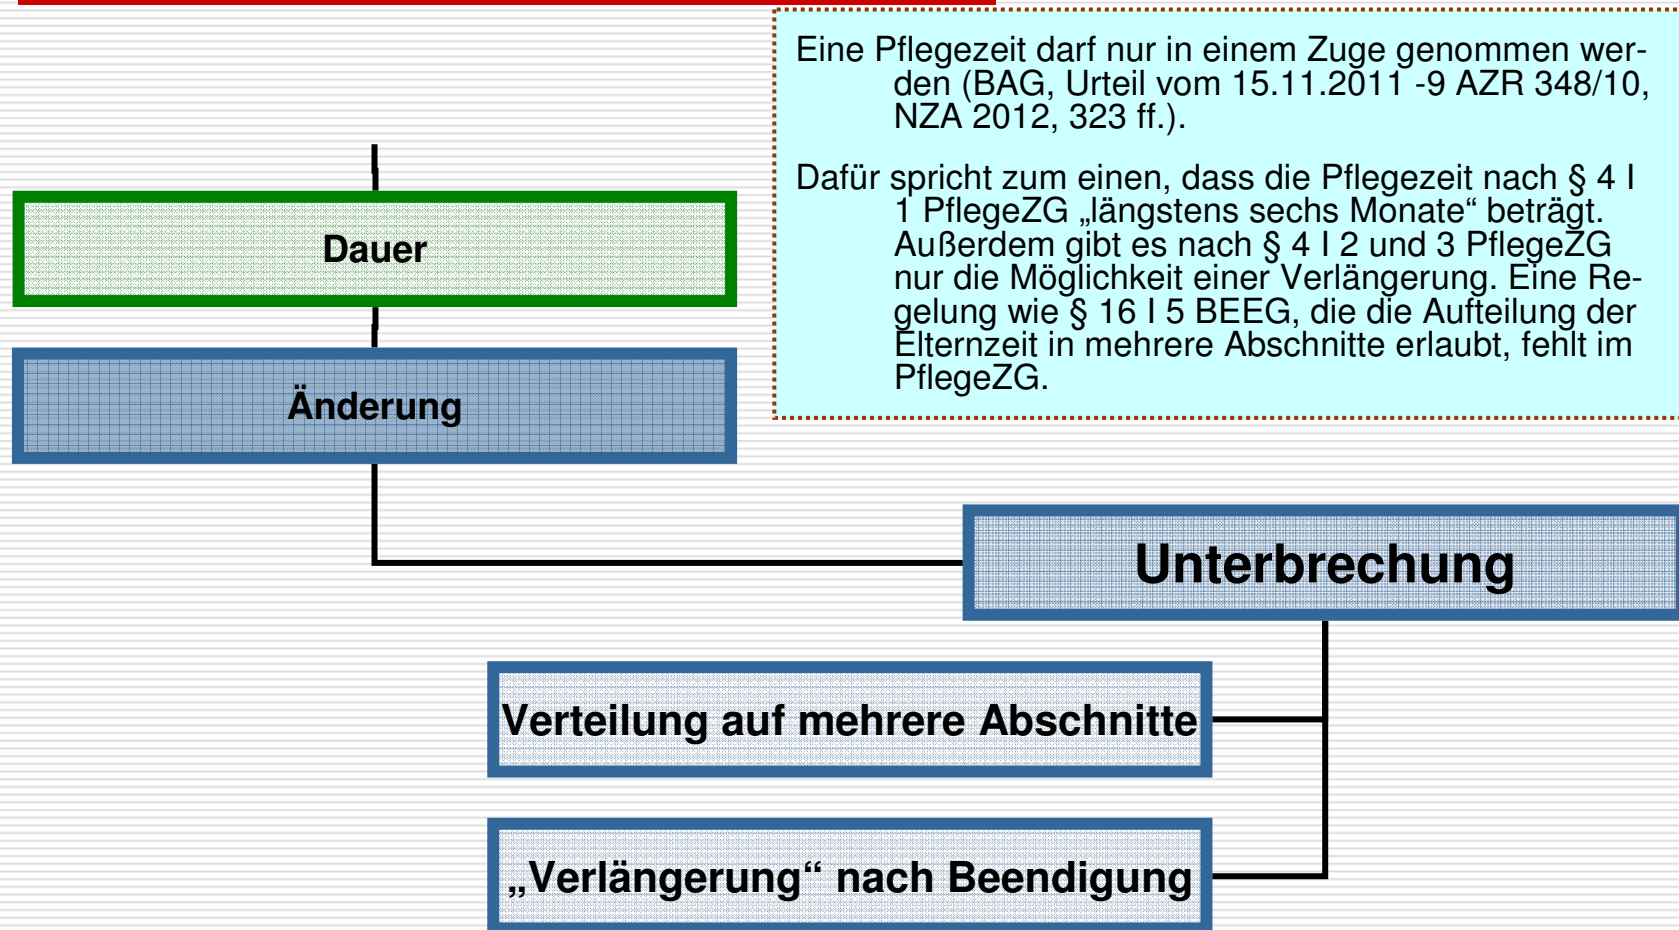 Eine Pflegezeit darf nur in einem Zuge genommen wer-
den (BAG, Urteil vom 15.11.2011 -9 AZR 348/10,
NZA 2012, 323 ff.).
Dafür spricht zum einen, dass die Pflegezeit nach § 4 I
1 PflegeZG „längstens sechs Monate“ beträgt.
Außerdem gibt es nach § 4 I 2 und 3 PflegeZG
nur die Möglichkeit einer Verlängerung. Eine Re-
gelung wie § 16 I 5 BEEG, die die Aufteilung der
Elternzeit in mehrere Abschnitte erlaubt, fehlt im
PflegeZG.
Dauer
Änderung
Unterbrechung
Verteilung auf mehrere Abschnitte
„Verlängerung“ nach Beendigung